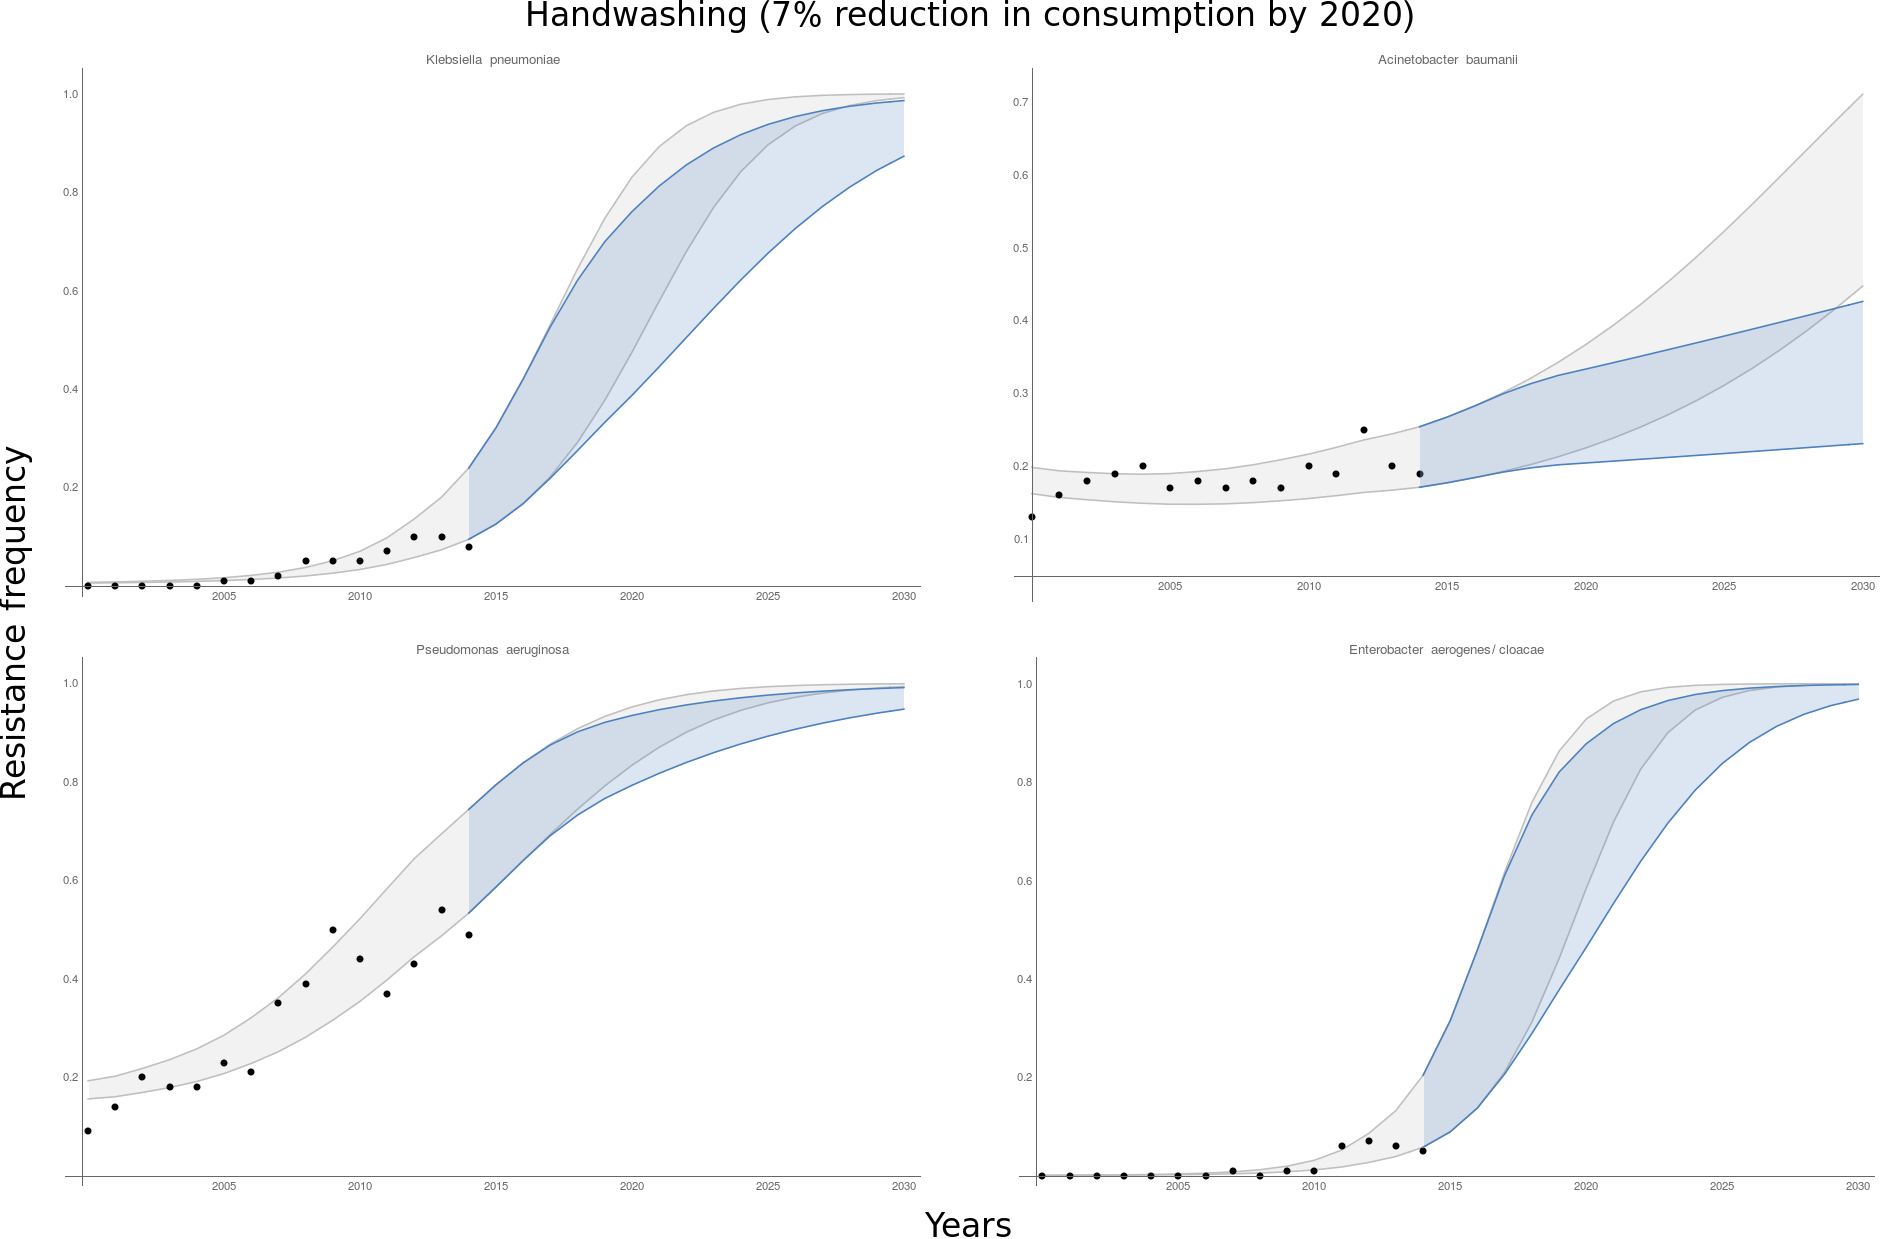 Handwashing (7% reduction in consumption by 2020)
Klebsiella pneumoniae
1.0
0.8
0.6
0.4
0.2
2005 2010 2015 2020 2025 2030
Acinetobacter baumanii
0.7
0.6
0.5
0.4
0.3
0.2
0.1
2005 2010 2015 2020 2025 2030
Resistance frequency
Pseudomonas aeruginosa
1.0
0.8
0.6
0.4
0.2
2005 2010 2015 2020 2025 2030
Enterobacter aerogenes/ cloacae
1.0
0.8
0.6
0.4
0.2
2005 2010 2015 2020 2025 2030
Years